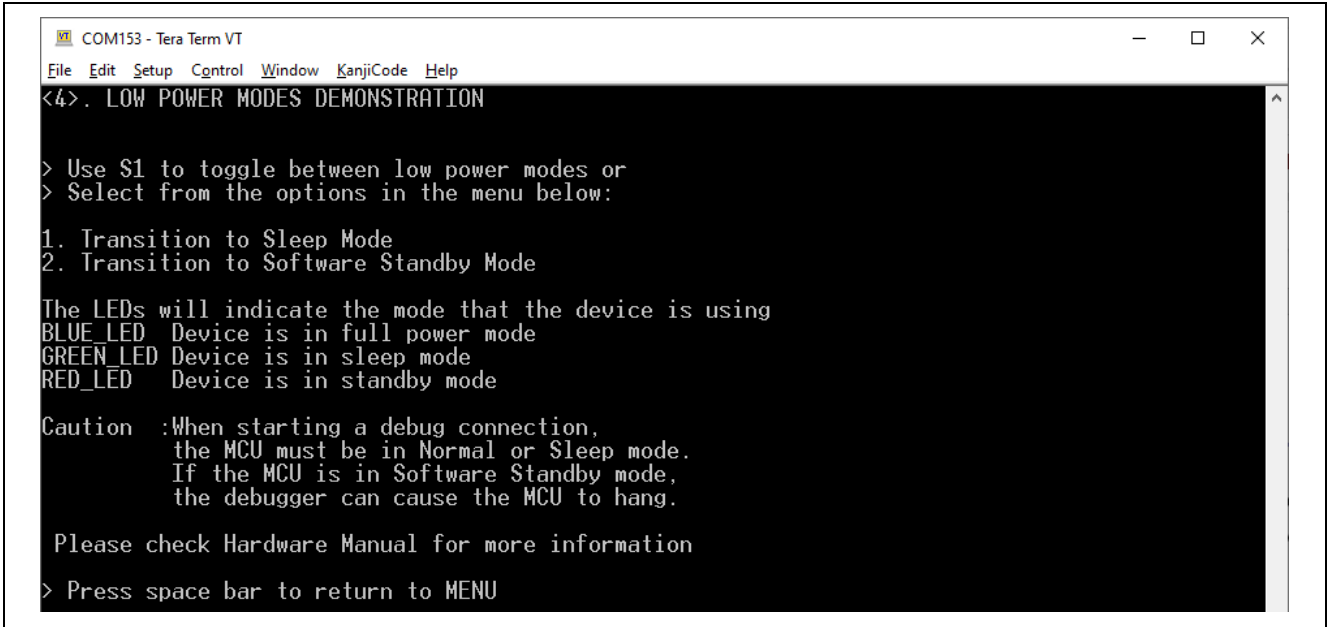 COM153 - Tera Term VT
File Edit Setup Control Window KanjiCode Help
<4>. LOW POWER MODES DEMONSTRATION
> Use S1 to toggle between low power modes or
> Select from the options in the menu below:
1. Transition to Sleep Mode
2. Transition to Software Standby Mode
The LEDs will indicate the mode that the device is using
BLUE_LED Device is in full power mode
GREEN_LED Device is in sleep mode
RED_LED Device is in standby mode
Caution :When starting a debug connection,
the MCU must be in Normal or Sleep mode.
If the MCU is in Software Standby mode,
the debugger can cause the MCU to hang.
Please check Hardware Manual for more information
> Press space bar to return to MENU